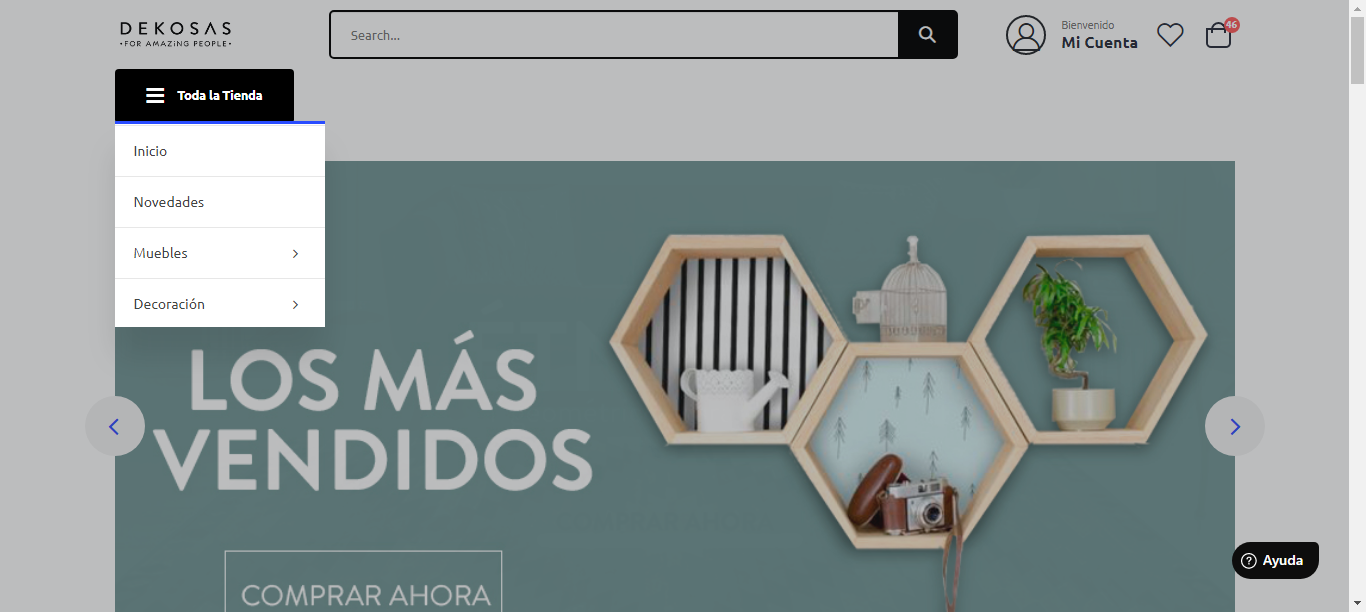 DEKOSAS
•FOR AMAZING PEOPLE•
Search...
Bienvenido
Mi Cuenta
46
Toda la Tienda
Inicio
Novedades
Muebles
Decoración
LOS MÁS
VENDIDOS
COMPRAR AHORA
Ayuda